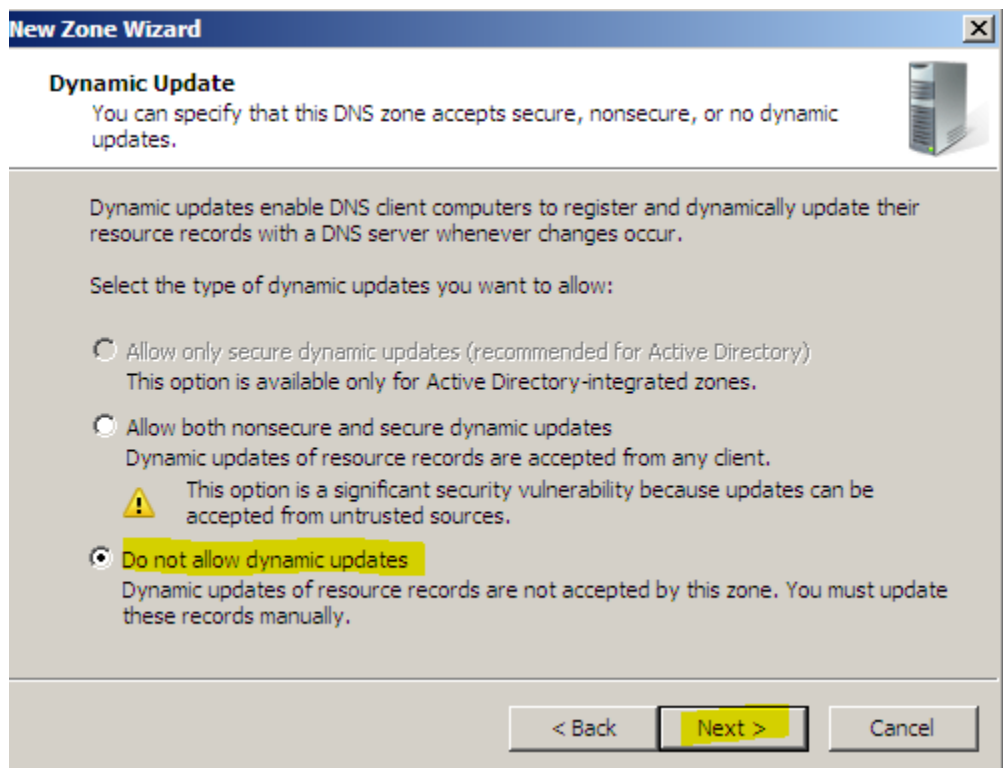 New Zone Wizard
Dynamic Update
You can specify that this DNS zone accepts secure, nonsecure, or no dynamic
updates.
Dynamic updates enable DNS client computers to register and dynamically update their
resource records with a DNS server whenever changes occur.
Select the type of dynamic updates you want to allow:
Allow only secure dynamic updates (recommended for Active Directory)
This option is available only for Active Directory-integrated zones.
Allow both nonsecure and secure dynamic updates
Dynamic updates of resource records are accepted from any client.
This option is a significant security vulnerability because updates can be
accepted from untrusted sources.
Do not allow dynamic updates
Dynamic updates of resource records are not accepted by this zone. You must update
these records manually.
< Back Next > Cancel